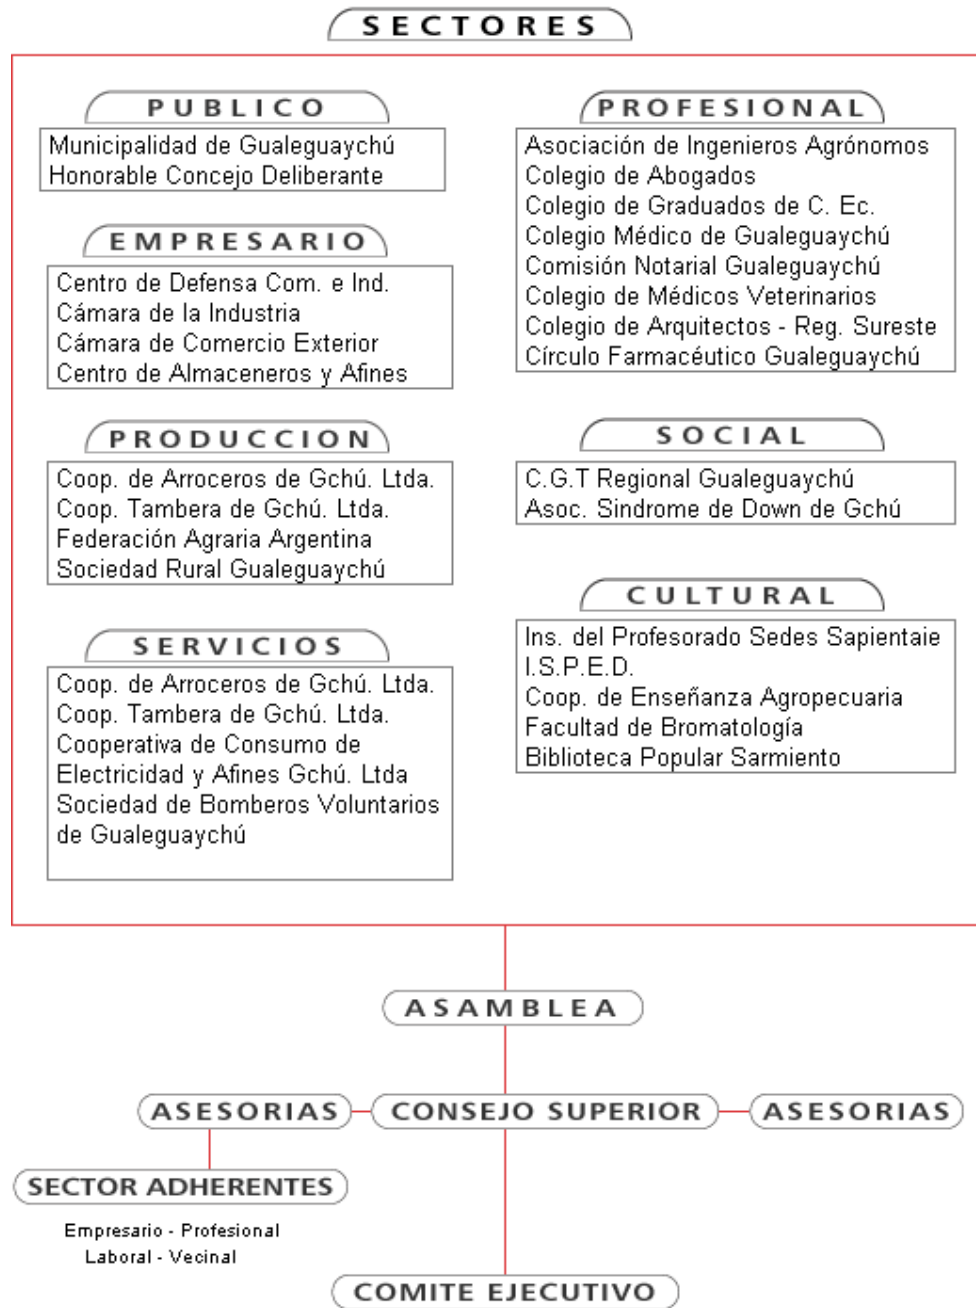 SECTORES
PUBLICO
Municipalidad de Gualeguaychú
Honorable Concejo Deliberante
EMPRESARIO
Centro de Defensa Com. e Ind.
Cámara de la Industria
Cámara de Comercio Exterior
Centro de Almaceneros y Afines
PRODUCCION
Coop. de Arroceros de Gchú. Ltda.
Coop. Tambera de Gchú. Ltda.
Federación Agraria Argentina
Sociedad Rural Gualeguaychú
SERVICIOS
Coop. de Arroceros de Gchú. Ltda.
Coop. Tambera de Gchú. Ltda.
Cooperativa de Consumo de
Electricidad y Afines Gchú. Ltda
Sociedad de Bomberos Voluntarios
de Gualeguaychú
PROFESIONAL
Asociación de Ingenieros Agrónomos
Colegio de Abogados
Colegio de Graduados de C. Ec.
Colegio Médico de Gualeguaychú
Comisión Notarial Gualeguaychú
Colegio de Médicos Veterinarios
Colegio de Arquitectos - Reg. Sureste
Círculo Farmacéutico Gualeguaychú
SOCIAL
C.G.T Regional Gualeguaychú
Asoc. Sindrome de Down de Gchú
CULTURAL
Ins. del Profesorado Sedes Sapientaie
I.S.P.E.D.
Coop. de Enseñanza Agropecuaria
Facultad de Bromatología
Biblioteca Popular Sarmiento
ASAMBLEA
ASESORIAS
CONSEJO SUPERIOR
ASESORIAS
SECTOR ADHERENTES
Empresario - Profesional
Laboral - Vecinal
COMITE EJECUTIVO